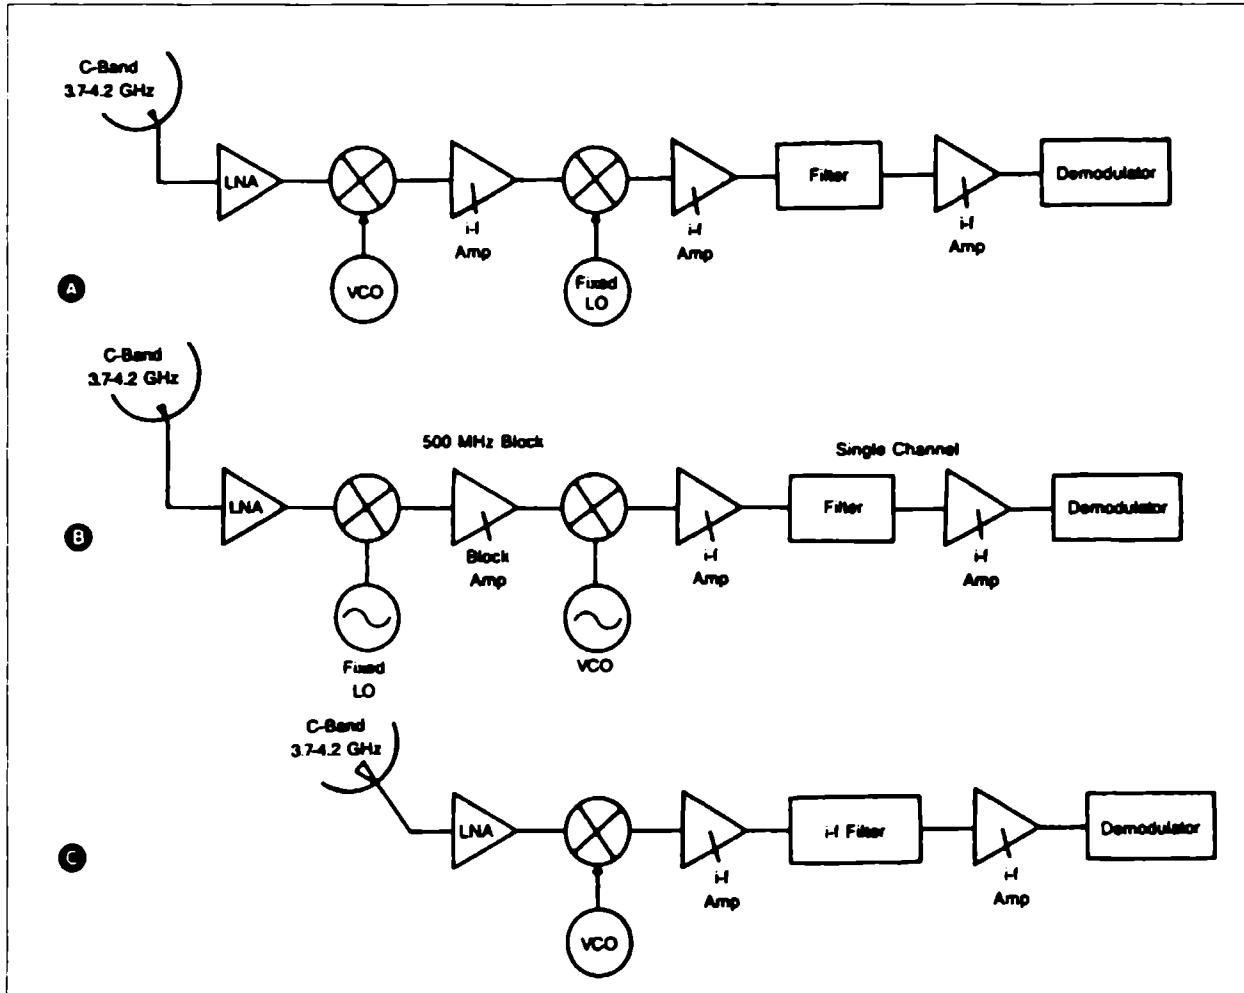 C-Band
3.7-4.2 GHz
LNA
VCO
i-f
Amp
Fixed
LO
i-f
Amp
Filter
i-f
Amp
Demodulator
A
C-Band
3.7-4.2 GHz
LNA
Fixed
LO
500 MHz Block
Block
Amp
VCO
i-f
Amp
Single Channel
Filter
i-f
Amp
Demodulator
B
C-Band
3.7-4.2 GHz
LNA
VCO
i-f
Amp
i-f Filter
i-f
Amp
Demodulator
C